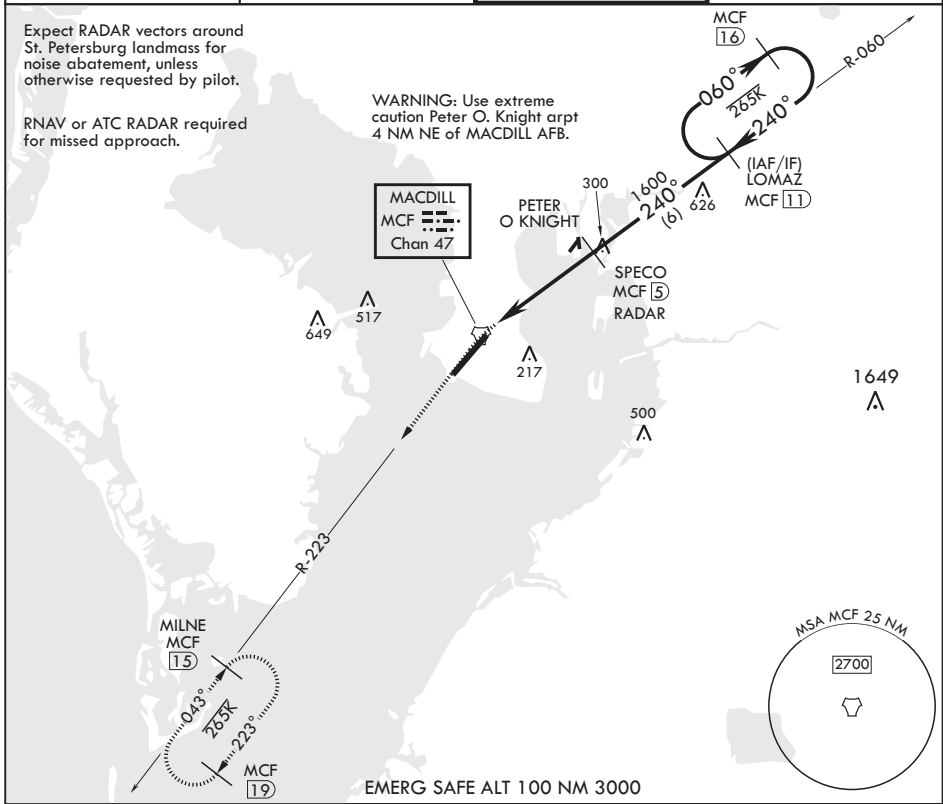 Expect RADAR vectors around
St. Petersburg landmass for
noise abatement, unless
otherwise requested by pilot.
RNAV or ATC RADAR required
for missed approach.
WARNING: Use extreme
caution Peter O. Knight arpt
4 NM NE of MACDILL AFB.
MCF
16
R-060
060°
265K
240°
(IAF/IF)
LOMAZ
MCF 11
1600
240°
(6)
626
300
PETER
O KNIGHT
SPECO
MCF 5
RADAR
MACDILL
MCF
Chan 47
649
517
217
500
1649
R-223
MILNE
MCF
15
043°
265K
223°
MCF
19
EMERG SAFE ALT 100 NM 3000
MSA MCF 25 NM
2700